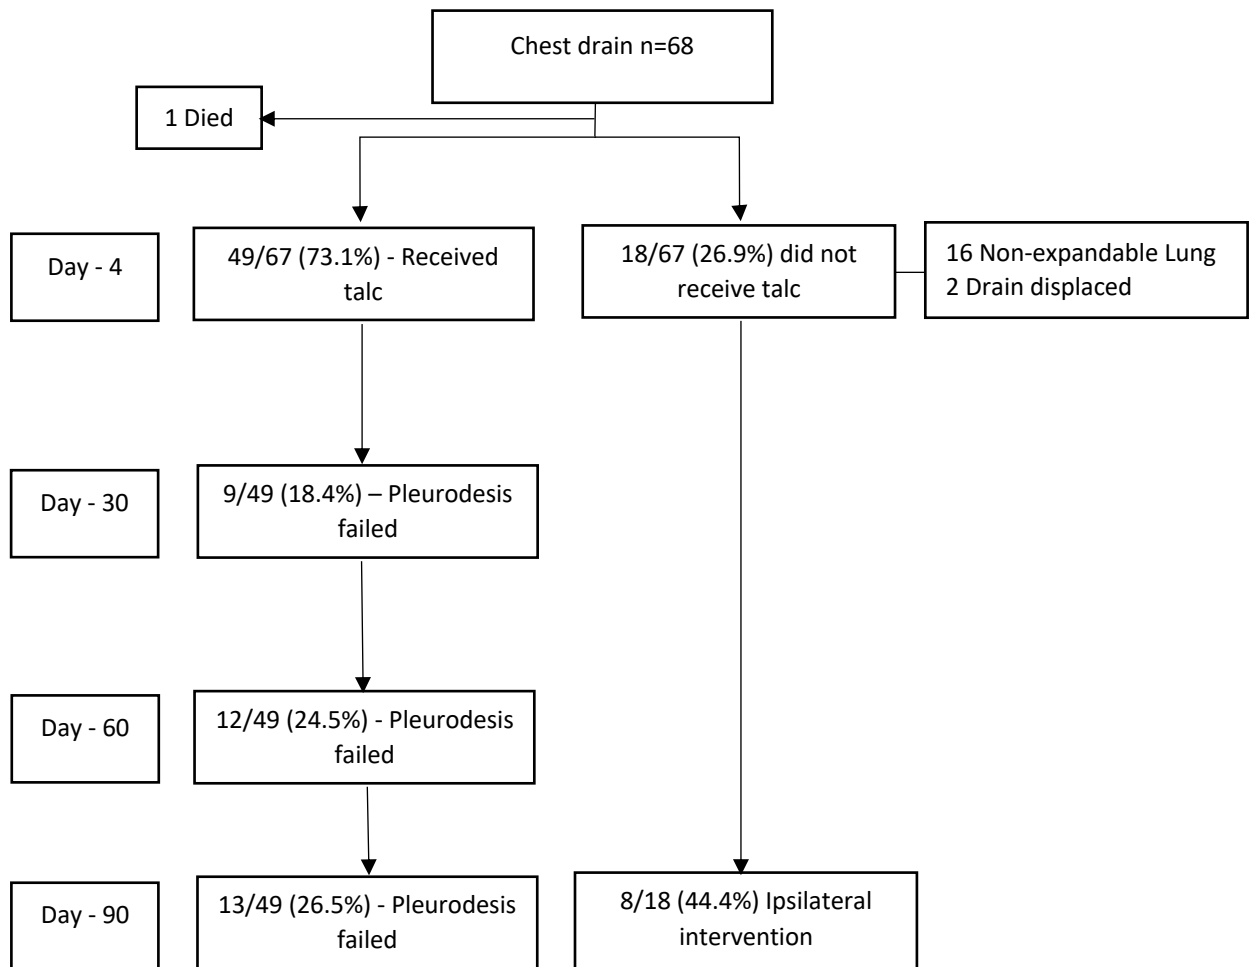 Chest drain n=68
1 Died
Day - 4
49/67 (73.1%) - Received
talc
18/67 (26.9%) did not
receive talc
16 Non-expandable Lung
2 Drain displaced
Day - 30
9/49 (18.4%) – Pleurodesis
failed
Day - 60
12/49 (24.5%) - Pleurodesis
failed
Day - 90
13/49 (26.5%) - Pleurodesis
failed
8/18 (44.4%) Ipsilateral
intervention